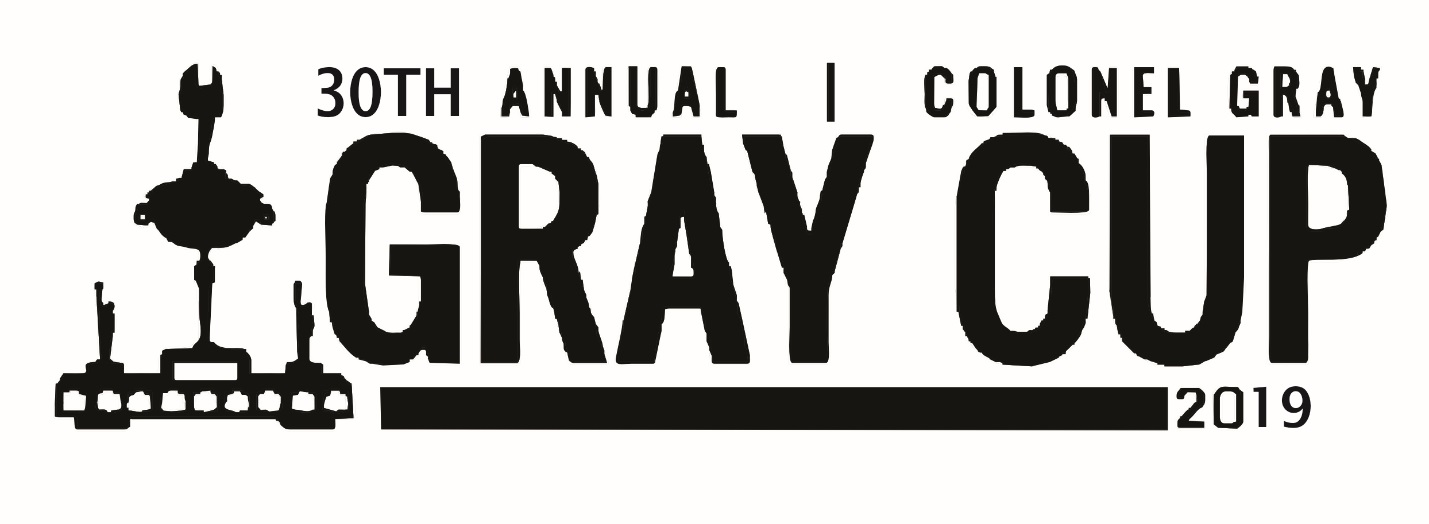 30TH ANNUAL | COLONEL GRAY
GRAY CUP
2019